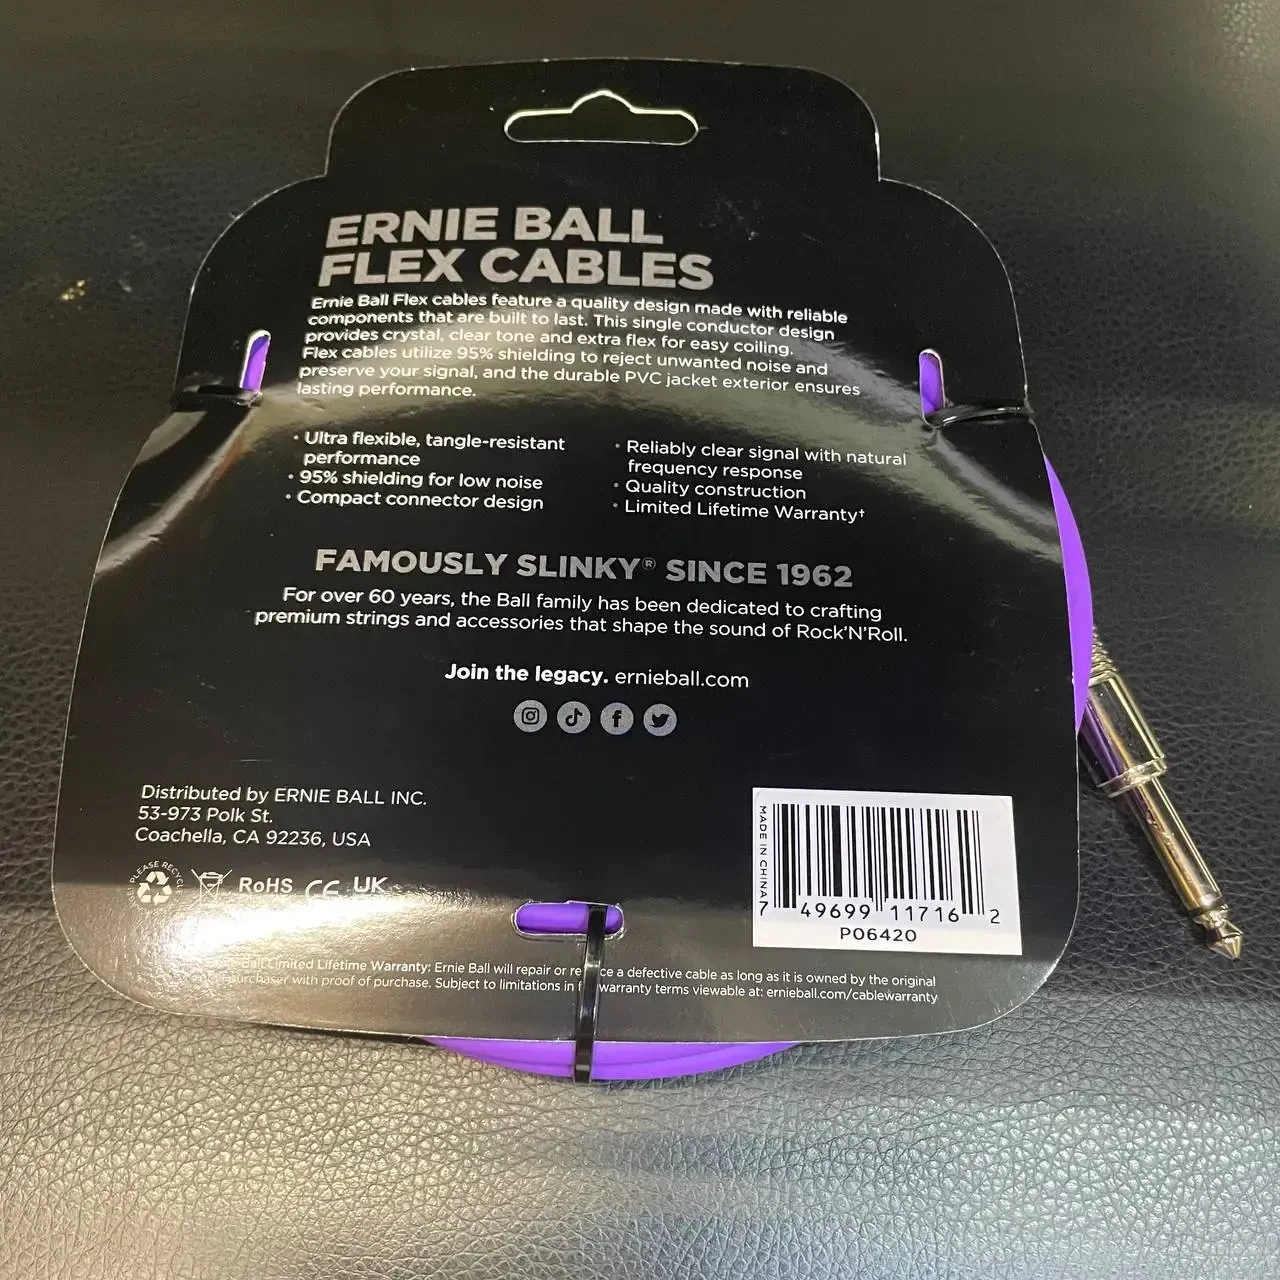 ERNIE BALL
FLEX CABLES
Ernie Ball Flex cables feature a quality design made with reliable
components that are built to last. This single conductor design
provides crystal, clear tone and extra flex for easy coiling.
Flex cables utilize 95% shielding to reject unwanted noise and
preserve your signal, and the durable PVC jacket exterior ensures
lasting performance.
• Ultra flexible, tangle-resistant
performance
• 95% shielding for low noise
• Compact connector design
• Reliably clear signal with natural
frequency response
• Quality construction
• Limited Lifetime Warranty†
FAMOUSLY SLINKY® SINCE 1962
For over 60 years, the Ball family has been dedicated to crafting
premium strings and accessories that shape the sound of Rock'N'Roll.
Join the legacy. ernieball.com
Distributed by ERNIE BALL INC.
53-973 Polk St.
Coachella, CA 92236, USA
PLEASE RECYCLE
RoHS CE UK
MADE IN CHINA
7 49699 11716 2
P06420
Ball Limited Lifetime Warranty: Ernie Ball will repair or a defective cable as long as it is owned by the original
purchaser with proof of purchase. Subject to limitations in warranty terms viewable at: ernieball.com/cablewarranty